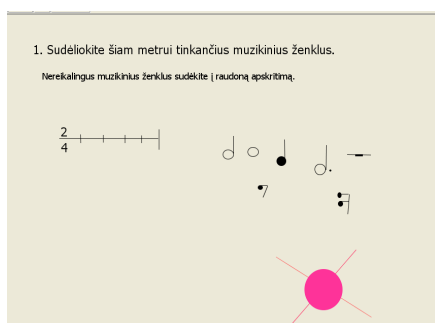 1. Sudėliokite šiam metrui tinkančius muzikinius ženklus.
Nereikalingus muzikinius ženklus sudėkite į raudoną apskritimą.
2
4